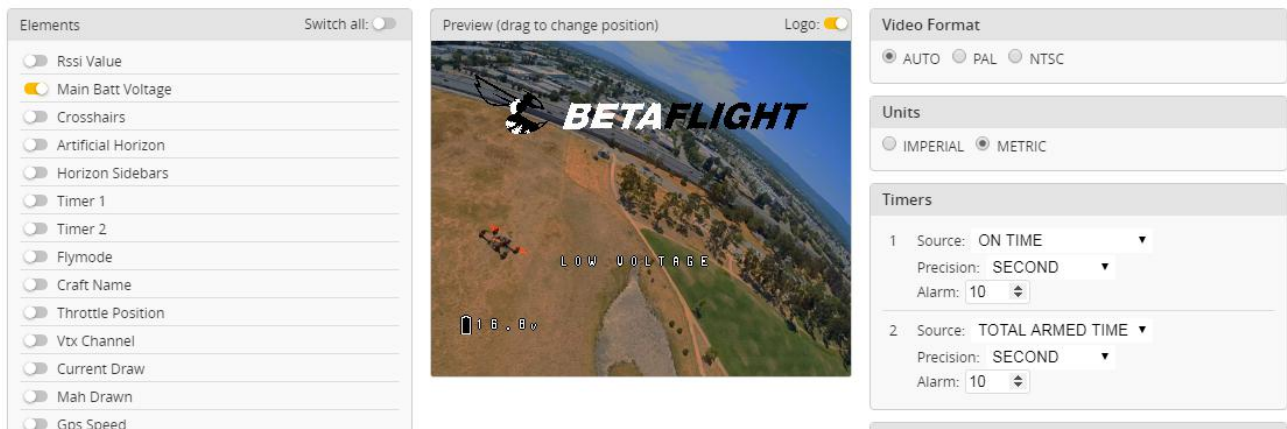 Elements Switch all:
Rssi Value
Main Batt Voltage
Crosshairs
Artificial Horizon
Horizon Sidebars
Timer 1
Timer 2
Flymode
Craft Name
Throttle Position
Vtx Channel
Current Draw
Mah Drawn
Gps Speed
Preview (drag to change position) Logo:
BETAFLIGHT
LOW VOLTAGE
16.8v
Video Format
AUTO PAL NTSC
Units
IMPERIAL METRIC
Timers
1 Source: ON TIME
Precision: SECOND
Alarm: 10
2 Source: TOTAL ARMED TIME
Precision: SECOND
Alarm: 10